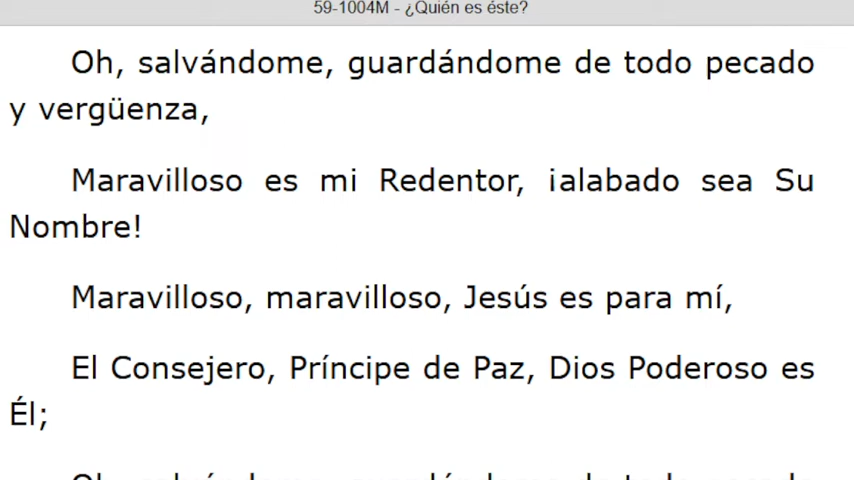 59-1004M - ¿Quién es éste?
Oh, salvándome, guardándome de todo pecado
y vergüenza,
Maravilloso es mi Redentor, ¡alabado sea Su
Nombre!
Maravilloso, maravilloso, Jesús es para mí,
El Consejero, Príncipe de Paz, Dios Poderoso es
Él;